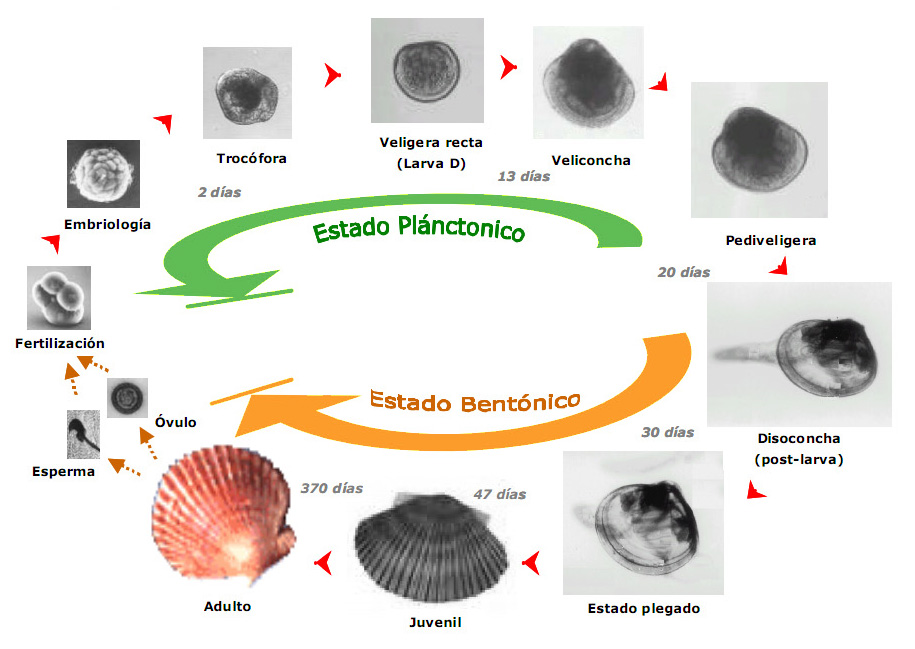 Trocófora
Veligera recta
(Larva D)
Veliconcha
Pediveligera
Embriología
2 días
13 días
20 días
Estado Plánctonico
Fertilización
Óvulo
Esperma
Estado Bentónico
30 días
Disoconcha
(post-larva)
370 días
47 días
Adulto
Juvenil
Estado plegado